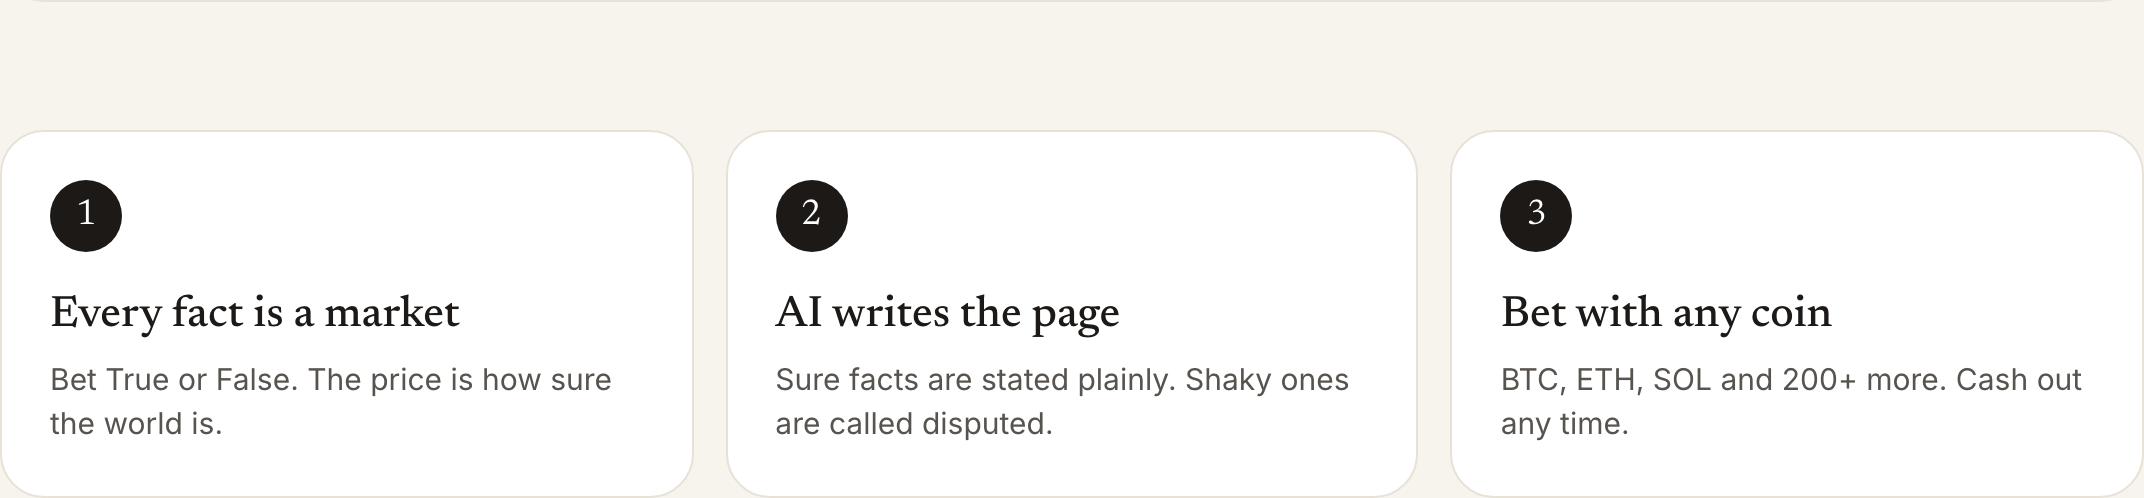 1
Every fact is a market
Bet True or False. The price is how sure
the world is.
2
AI writes the page
Sure facts are stated plainly. Shaky ones
are called disputed.
3
Bet with any coin
BTC, ETH, SOL and 200+ more. Cash out
any time.